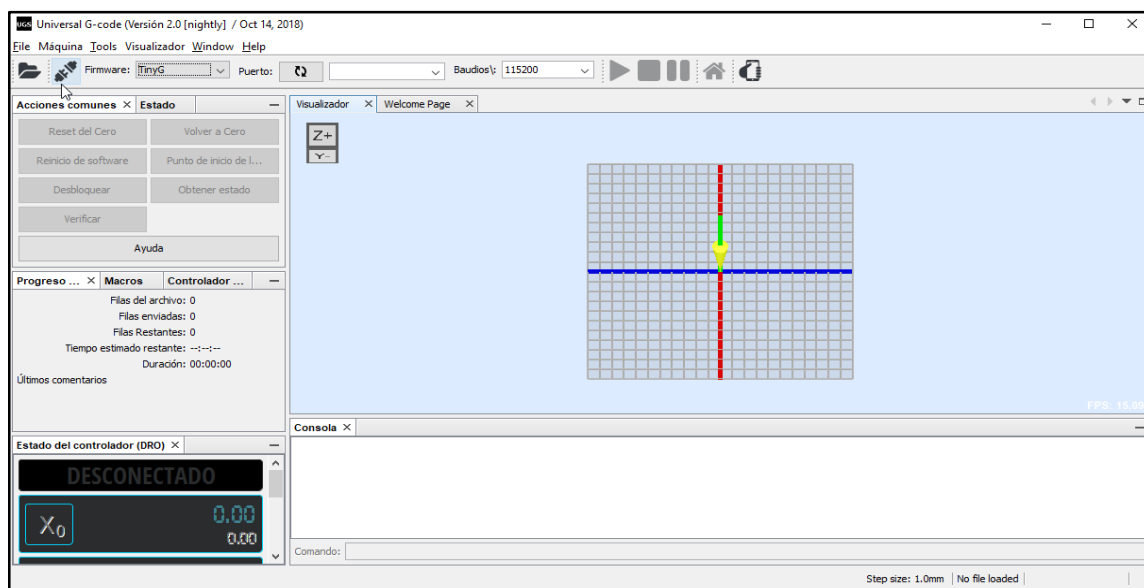 UGS Universal G-code (Versión 2.0 [nightly] / Oct 14, 2018)
File Máquina Tools Visualizador Window Help
Firmware: TinyG Puerto: Baudios\: 115200
Acciones comunes × Estado
Visualizador × Welcome Page ×
Reset del Cero Volver a Cero
Reinicio de software Punto de inicio de l...
Desbloquear Obtener estado
Verificar
Ayuda
Z+
Y-
FPS: 15,09
Progreso ... × Macros Controlador ...
Filas del archivo: 0
Filas enviadas: 0
Filas Restantes: 0
Tiempo estimado restante: --:--:--
Duración: 00:00:00
Últimos comentarios
Consola ×
Comando:
Estado del controlador (DRO) ×
DESCONECTADO
X0 0.00
0.00
Step size: 1.0mm No file loaded